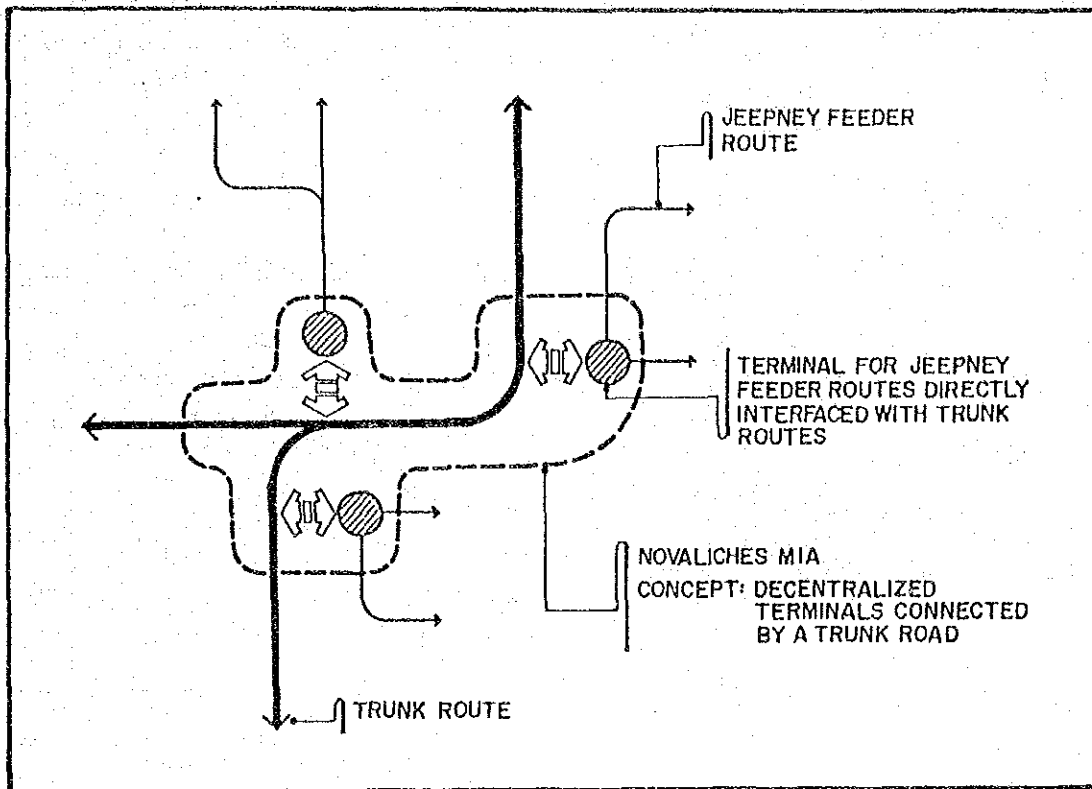 JEEPNEY FEEDER
ROUTE
TERMINAL FOR JEEPNEY
FEEDER ROUTES DIRECTLY
INTERFACED WITH TRUNK
ROUTES
NOVALICHES MIA
CONCEPT: DECENTRALIZED
TERMINALS CONNECTED
BY A TRUNK ROAD
TRUNK ROUTE